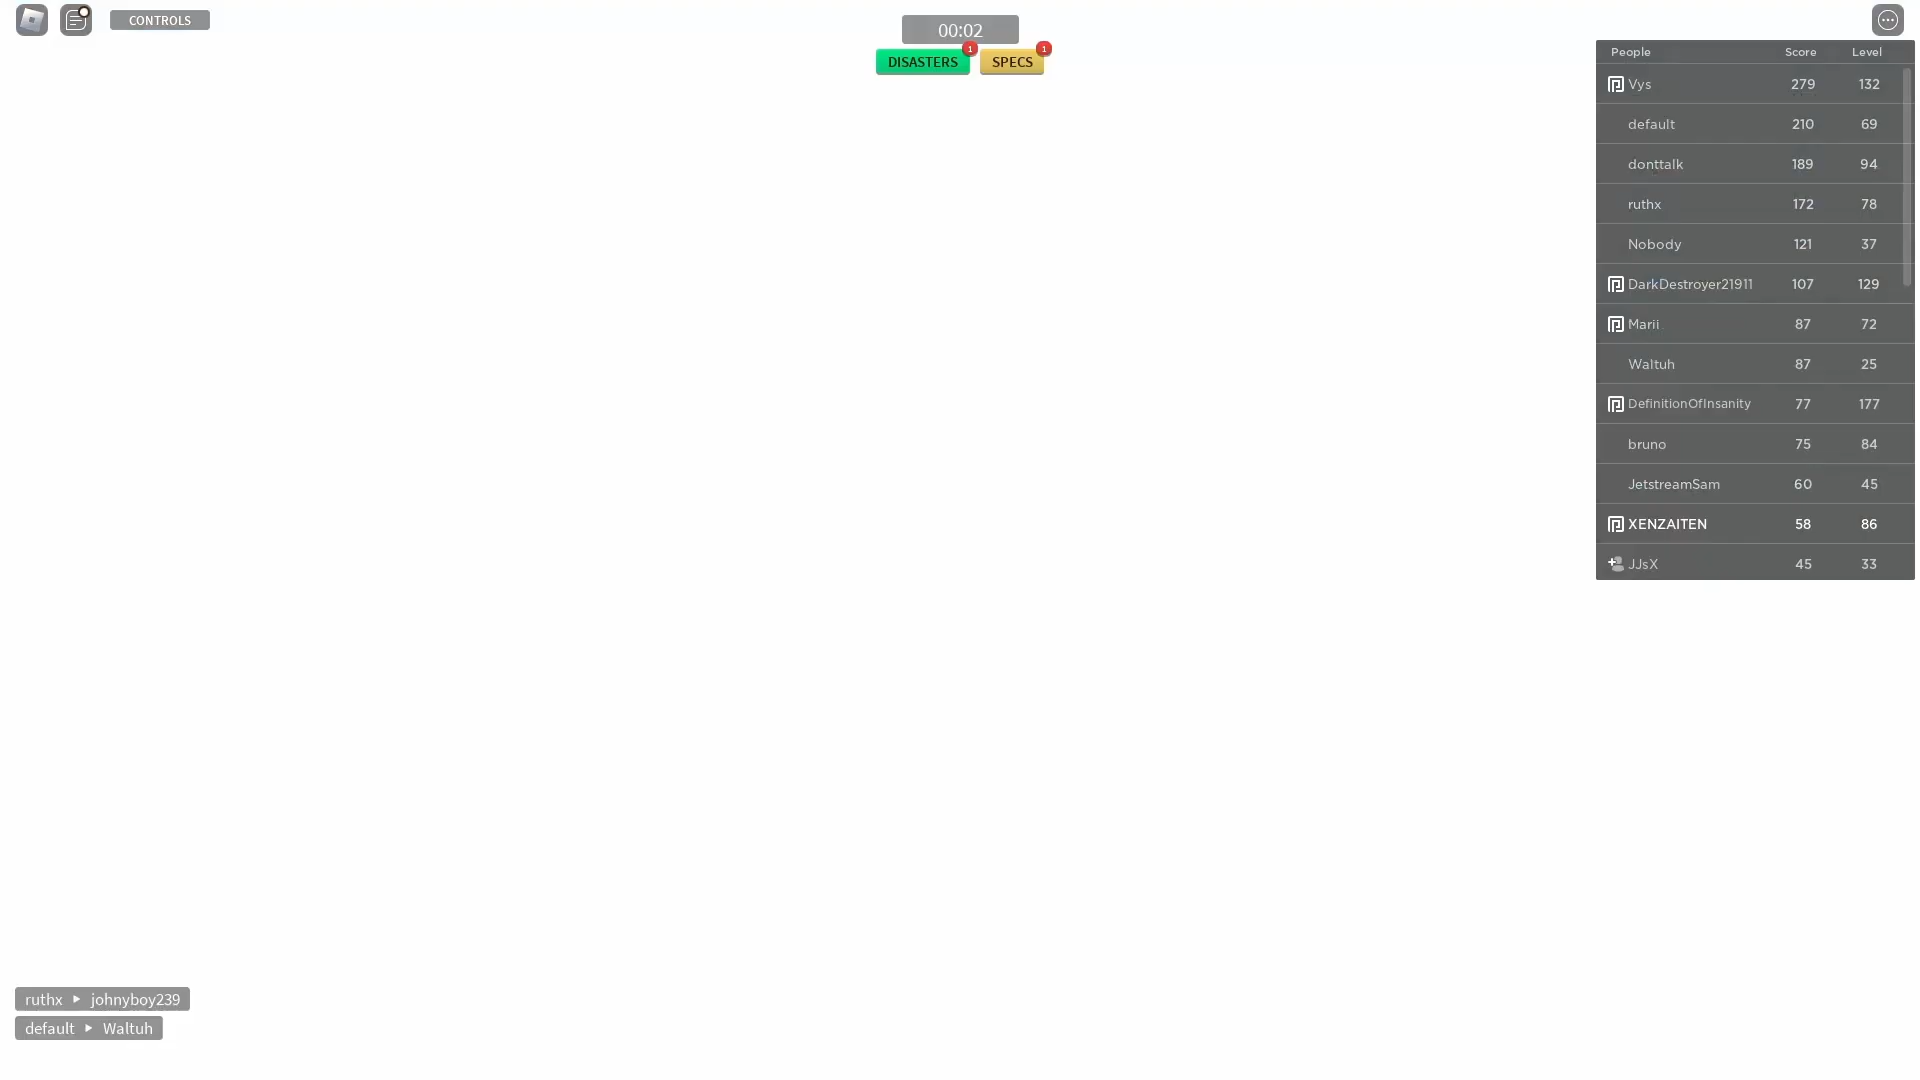 CONTROLS
00:02
DISASTERS 1
SPECS 1
People Score Level
Vys 279 132
default 210 69
donttalk 189 94
ruthx 172 78
Nobody 121 37
DarkDestroyer21911 107 129
Marii 87 72
Waltuh 87 25
DefinitionOfInsanity 77 177
bruno 75 84
JetstreamSam 60 45
XENZAITEN 58 86
JJsX 45 33
ruthx ▶ johnyboy239
default ▶ Waltuh